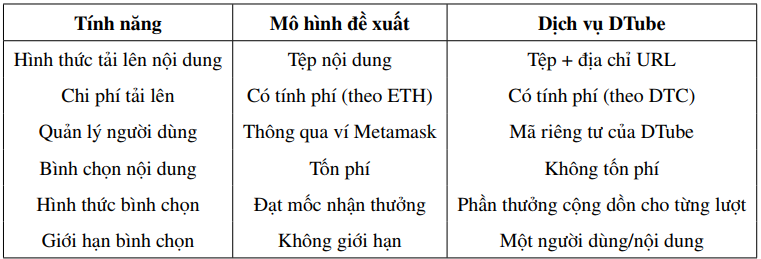 Tính năng Mô hình đề xuất Dịch vụ DTube
Hình thức tải lên nội dung Tệp nội dung Tệp + địa chỉ URL
Chi phí tải lên Có tính phí (theo ETH) Có tính phí (theo DTC)
Quản lý người dùng Thông qua ví Metamask Mã riêng tư của DTube
Bình chọn nội dung Tốn phí Không tốn phí
Hình thức bình chọn Đạt mốc nhận thưởng Phần thưởng cộng dồn cho từng lượt
Giới hạn bình chọn Không giới hạn Một người dùng/nội dung